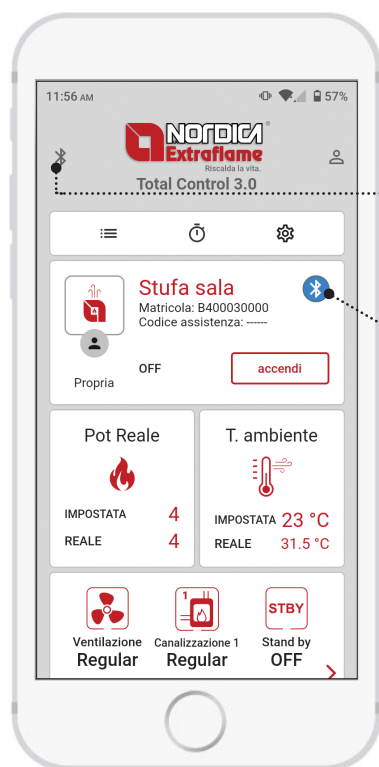 11:56 AM 57%
NORDICA®
Extraflame
Riscalda la vita.
Total Control 3.0
Stufa sala
Matricola: B400030000
Codice assistenza: ------
Propria
OFF
accendi
Pot Reale
IMPOSTATA 4
REALE 4
T. ambiente
IMPOSTATA 23 °C
REALE 31.5 °C
1
STBY
Ventilazione
Regular
Canalizzazione 1
Regular
Stand by
OFF